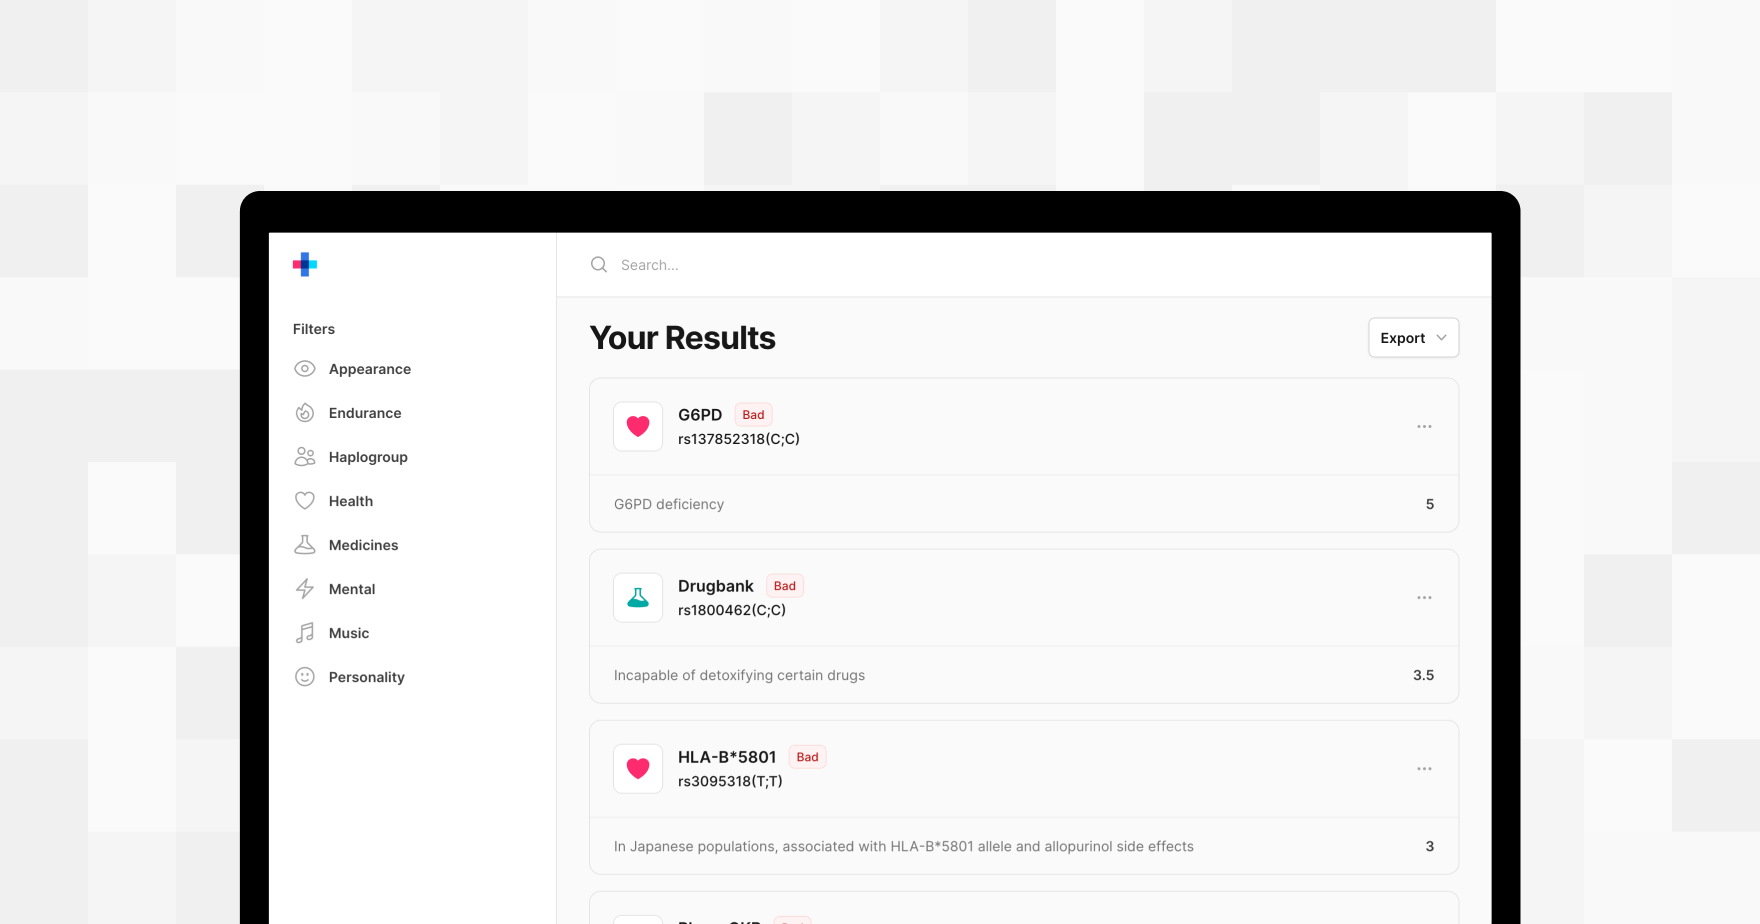 Search...
Filters
Appearance
Endurance
Haplogroup
Health
Medicines
Mental
Music
Personality
Your Results
Export
G6PD Bad
rs137852318(C;C)
G6PD deficiency 5
Drugbank Bad
rs1800462(C;C)
Incapable of detoxifying certain drugs 3.5
HLA-B*5801 Bad
rs3095318(T;T)
In Japanese populations, associated with HLA-B*5801 allele and allopurinol side effects 3